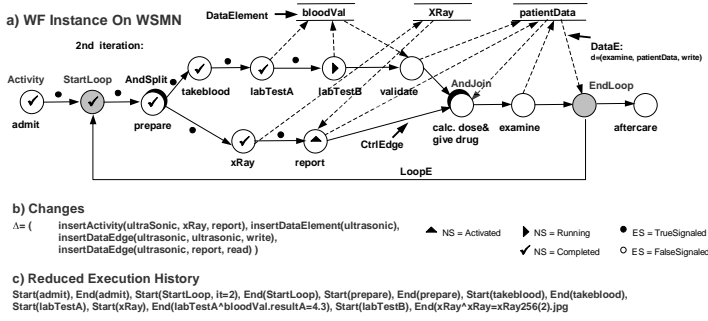 a) WF Instance On WSMN
DataElement
bloodVal
XRay
patientData
2nd iteration:
DataE:
d=(examine, patientData, write)
Activity
StartLoop
AndSplit
takeblood
labTestA
labTestB
validate
AndJoin
EndLoop
admit
prepare
calc. dose&
give drug
examine
aftercare
xRay
report
CtrlEdge
LoopE
b) Changes
Δ= ( insertActivity(ultraSonic, xRay, report), insertDataElement(ultrasonic),
insertDataEdge(ultrasonic, ultrasonic, write),
insertDataEdge(ultrasonic, report, read) )
NS = Activated
NS = Running
ES = TrueSignaled
NS = Completed
ES = FalseSignaled
c) Reduced Execution History
Start(admit), End(admit), Start(StartLoop, it=2), End(StartLoop), Start(prepare), End(prepare), Start(takeblood), End(takeblood),
Start(labTestA), Start(xRay), End(labTestA^bloodVal.resultA=4.3), Start(labTestB), End(xRay^xRay=xRay256(2).jpg